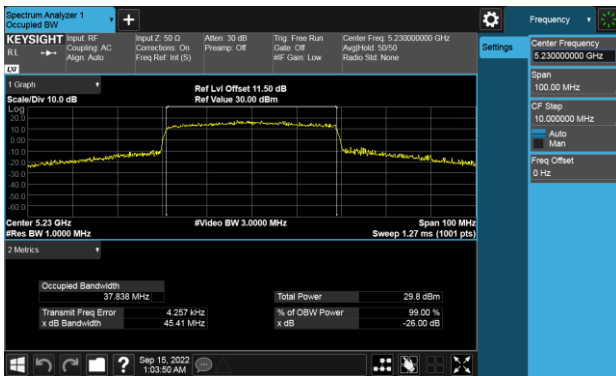 Spectrum Analyzer 1
Occupied BW
Frequency
KEYSIGHT
R L
LXI
Input: RF
Coupling: AC
Align: Auto
Input Z: 50 Ω
Corrections: On
Freq Ref: Int (S)
Atten: 30 dB
Preamp: Off
Trig: Free Run
Gate: Off
#IF Gain: Low
Center Freq: 5.230000000 GHz
Avg|Hold: 50/50
Radio Std: None
Settings
Center Frequency
5.230000000 GHz
Span
100.00 MHz
CF Step
10.000000 MHz
Auto
Man
Freq Offset
0 Hz
1 Graph
Scale/Div 10.0 dB
Ref Lvl Offset 11.50 dB
Ref Value 30.00 dBm
Log
20.0
10.0
0.00
-10.0
-20.0
-30.0
-40.0
-50.0
-60.0
Center 5.23 GHz
#Video BW 3.0000 MHz
Span 100 MHz
#Res BW 1.0000 MHz
Sweep 1.27 ms (1001 pts)
2 Metrics
Occupied Bandwidth
37.838 MHz
Total Power 29.8 dBm
Transmit Freq Error 4.257 kHz
% of OBW Power 99.00 %
x dB Bandwidth 45.41 MHz
x dB -26.00 dB
Sep 15, 2022
1:03:50 AM